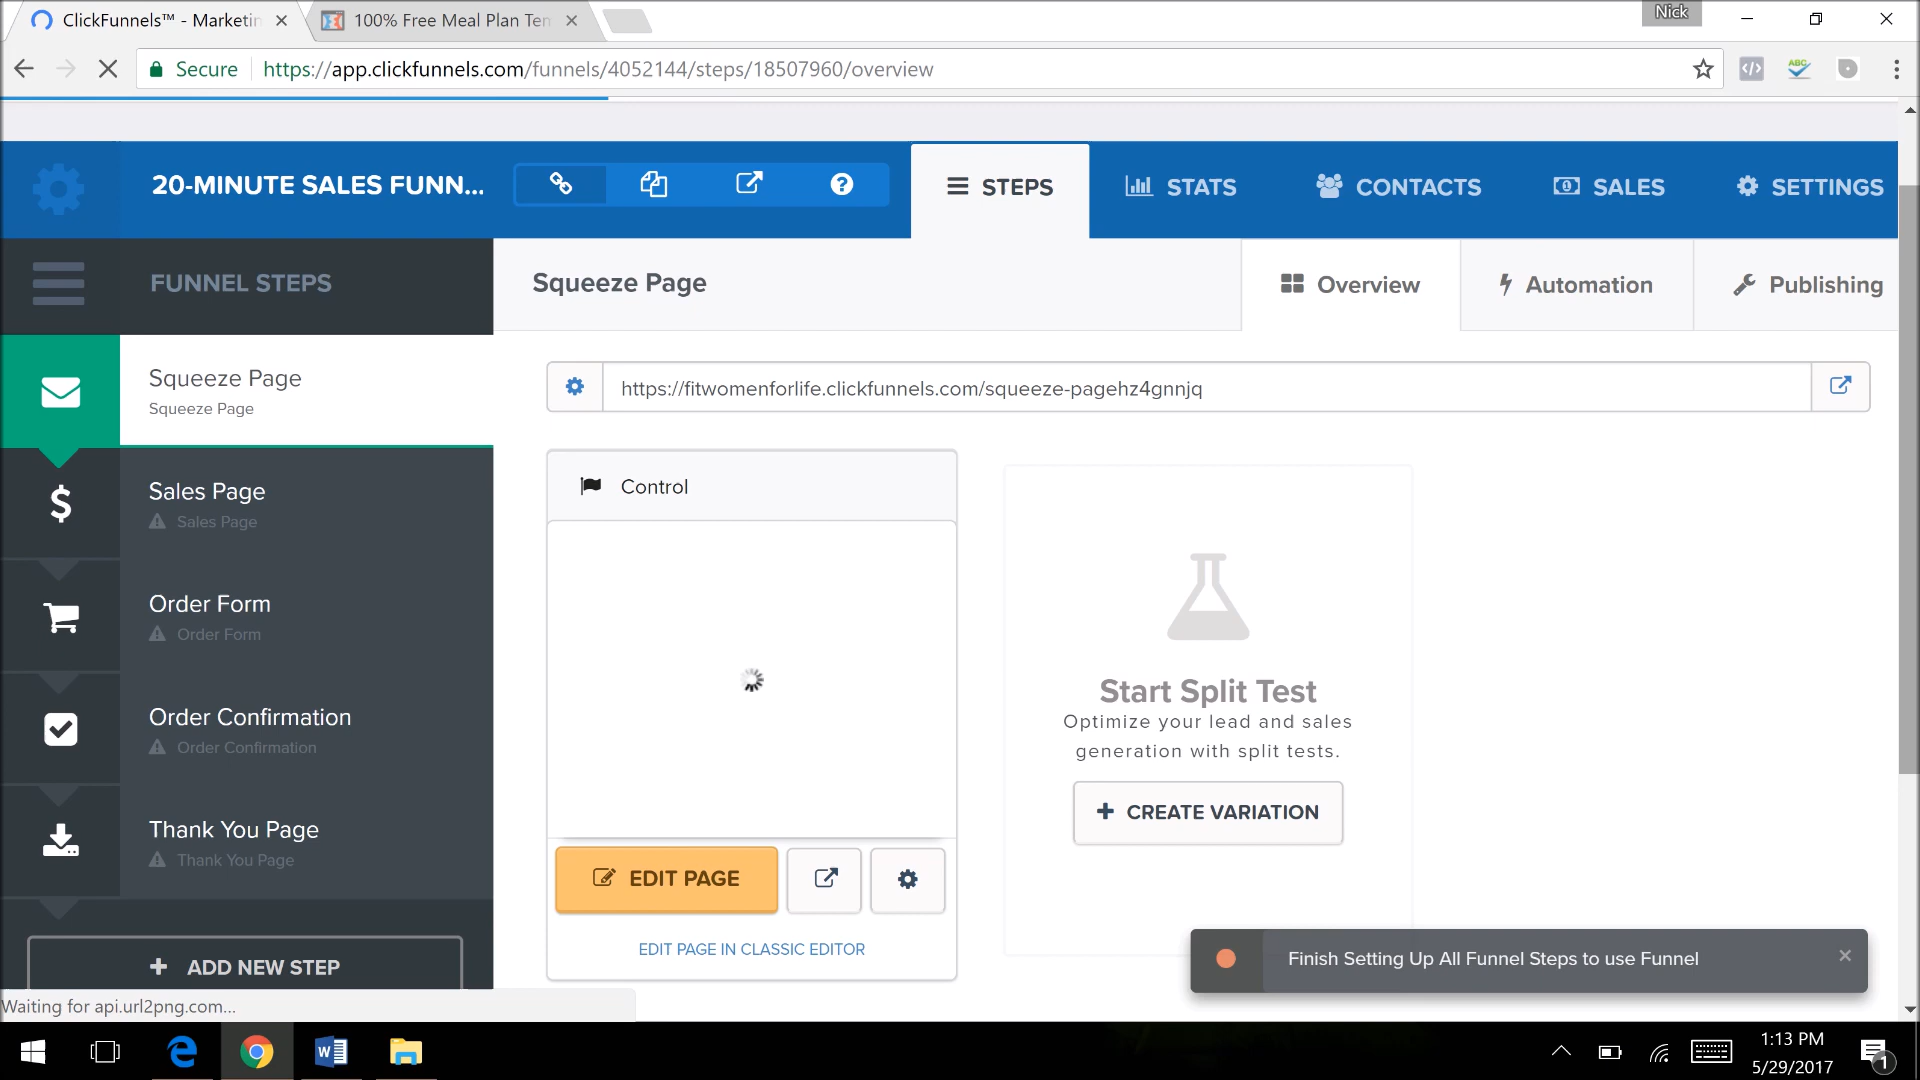 ClickFunnels™ - Marketin
100% Free Meal Plan Ten
Nick
Secure
https://app.clickfunnels.com/funnels/4052144/steps/18507960/overview
ABC
20-MINUTE SALES FUNN...
STEPS
STATS
CONTACTS
SALES
SETTINGS
FUNNEL STEPS
Squeeze Page
Overview
Automation
Publishing
Squeeze Page
Squeeze Page
https://fitwomenforlife.clickfunnels.com/squeeze-pagehz4gnnjq
Control
Sales Page
Sales Page
Order Form
Order Form
Start Split Test
Optimize your lead and sales
generation with split tests.
Order Confirmation
Order Confirmation
CREATE VARIATION
Thank You Page
Thank You Page
EDIT PAGE
EDIT PAGE IN CLASSIC EDITOR
Finish Setting Up All Funnel Steps to use Funnel
ADD NEW STEP
Waiting for api.url2png.com...
1:13 PM
5/29/2017
1